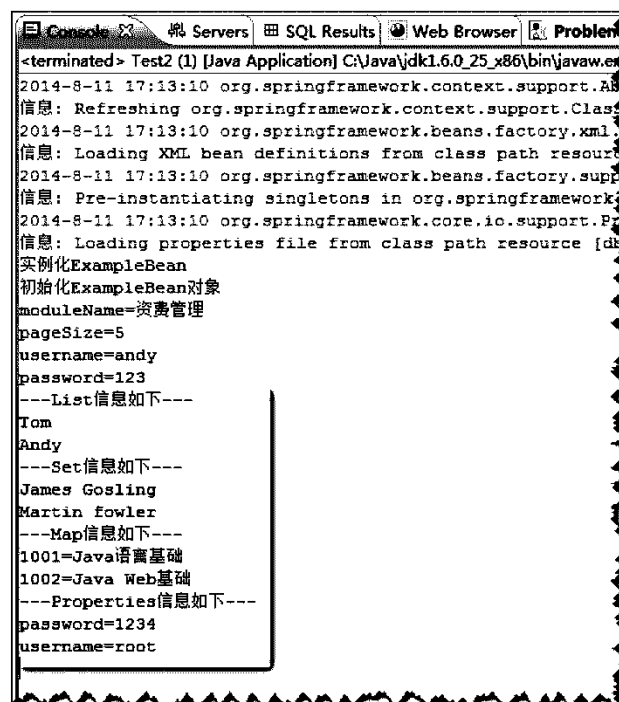 Console Servers SQL Results Web Browser Problem
<terminated> Test2 (1) [Java Application] C:\Java\jdk1.6.0_25_x86\bin\javaw.ex
2014-8-11 17:13:10 org.springframework.context.support.Ab
信息: Refreshing org.springframework.context.support.Class
2014-8-11 17:13:10 org.springframework.beans.factory.xml.
信息: Loading XML bean definitions from class path resour
2014-8-11 17:13:10 org.springframework.beans.factory.supp
信息: Pre-instantiating singletons in org.springframework
2014-8-11 17:13:10 org.springframework.core.io.support.Pr
信息: Loading properties file from class path resource [db
实例化ExampleBean
初始化ExampleBean对象
moduleName=资费管理
pageSize=5
username=andy
password=123
---List信息如下---
Tom
Andy
---Set信息如下---
James Gosling
Martin fowler
---Map信息如下---
1001=Java语言基础
1002=Java Web基础
---Properties信息如下---
password=1234
username=root